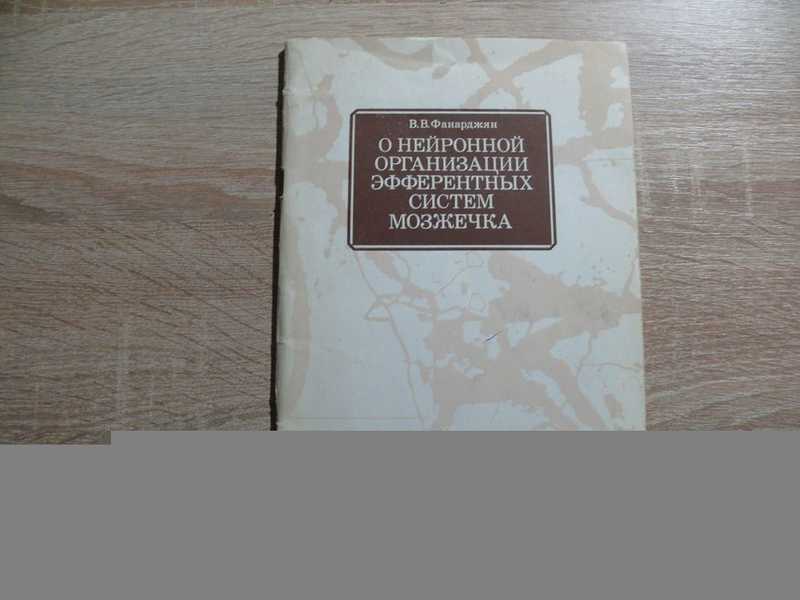 В. В. Фанарджян
О НЕЙРОННОЙ
ОРГАНИЗАЦИИ
ЭФФЕРЕНТНЫХ
СИСТЕМ
МОЗЖЕЧКА